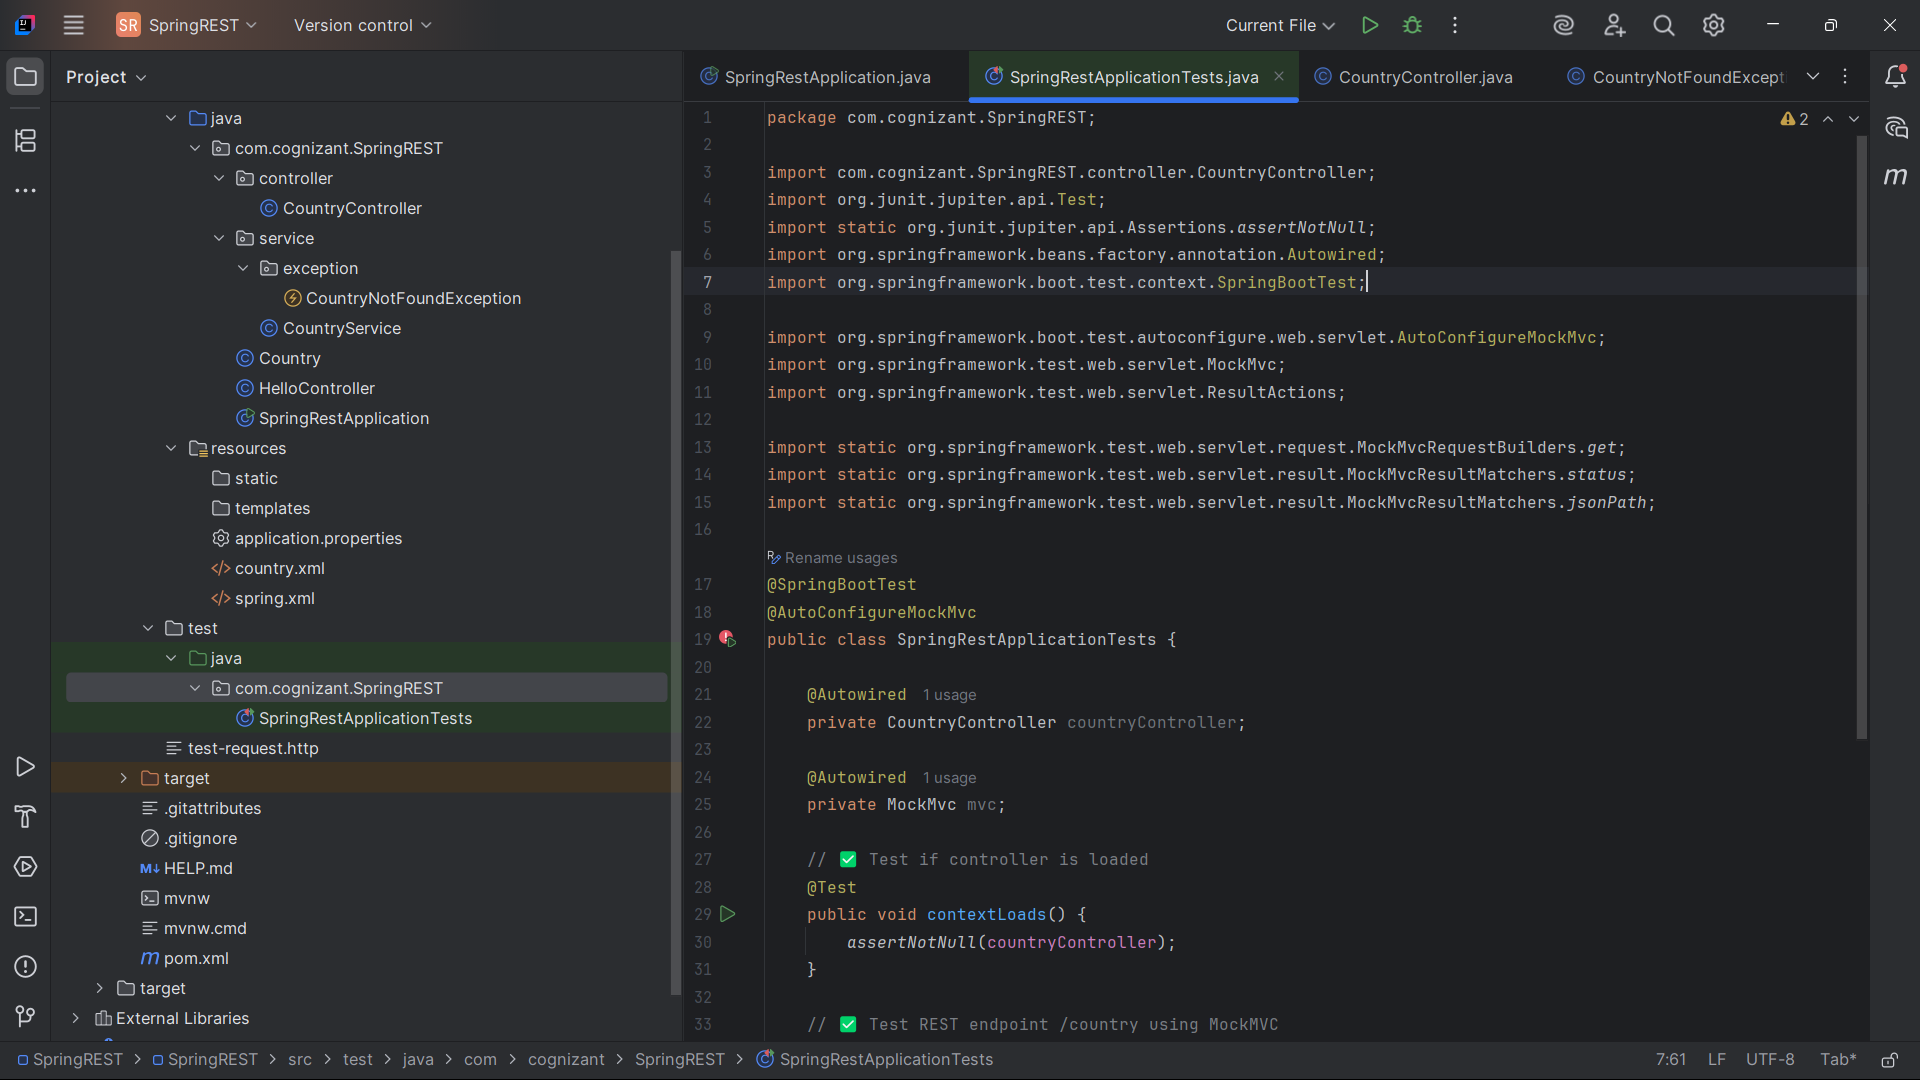 SR SpringREST
Version control
Current File
Project
java
com.cognizant.SpringREST
controller
CountryController
service
exception
CountryNotFoundException
CountryService
Country
HelloController
SpringRestApplication
resources
static
templates
application.properties
country.xml
spring.xml
test
java
com.cognizant.SpringREST
SpringRestApplicationTests
test-request.http
target
.gitattributes
.gitignore
HELP.md
mvnw
mvnw.cmd
pom.xml
target
External Libraries
SpringRestApplication.java
SpringRestApplicationTests.java
CountryController.java
CountryNotFoundExcept
2
1 package com.cognizant.SpringREST;
2
3 import com.cognizant.SpringREST.controller.CountryController;
4 import org.junit.jupiter.api.Test;
5 import static org.junit.jupiter.api.Assertions.assertNotNull;
6 import org.springframework.beans.factory.annotation.Autowired;
7 import org.springframework.boot.test.context.SpringBootTest;
8
9 import org.springframework.boot.test.autoconfigure.web.servlet.AutoConfigureMockMvc;
10 import org.springframework.test.web.servlet.MockMvc;
11 import org.springframework.test.web.servlet.ResultActions;
12
13 import static org.springframework.test.web.servlet.request.MockMvcRequestBuilders.get;
14 import static org.springframework.test.web.servlet.result.MockMvcResultMatchers.status;
15 import static org.springframework.test.web.servlet.result.MockMvcResultMatchers.jsonPath;
16
Rename usages
17 @SpringBootTest
18 @AutoConfigureMockMvc
19 public class SpringRestApplicationTests {
20
21 @Autowired 1 usage
22 private CountryController countryController;
23
24 @Autowired 1 usage
25 private MockMvc mvc;
26
27 // ✅ Test if controller is loaded
28 @Test
29 public void contextLoads() {
30 assertNotNull(countryController);
31 }
32
33 // ✅ Test REST endpoint /country using MockMVC
SpringREST > SpringREST > src > test > java > com > cognizant > SpringREST > SpringRestApplicationTests
7:61 LF UTF-8 Tab*